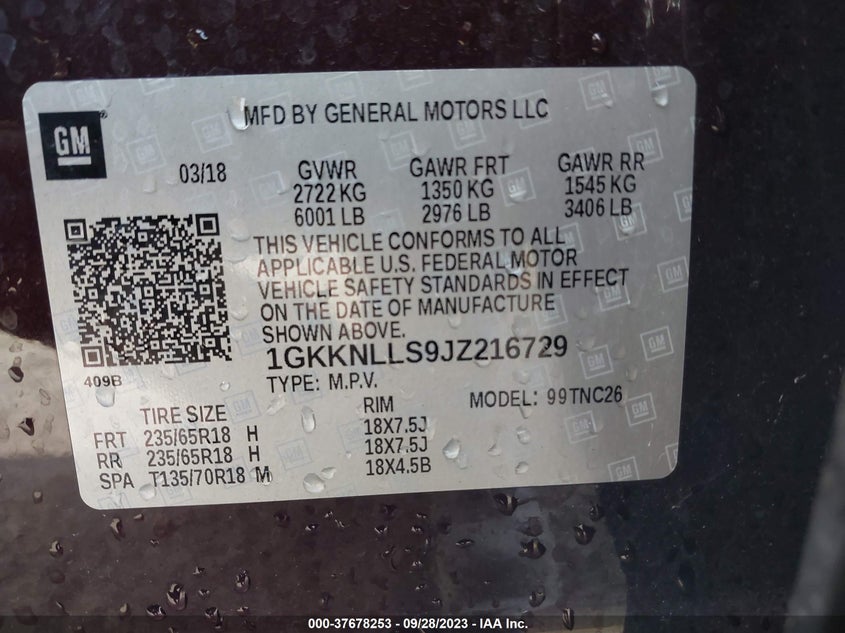 GM
®
MFD BY GENERAL MOTORS LLC
03/18 GVWR GAWR FRT GAWR RR
2722 KG 1350 KG 1545 KG
6001 LB 2976 LB 3406 LB
THIS VEHICLE CONFORMS TO ALL
APPLICABLE U.S. FEDERAL MOTOR
VEHICLE SAFETY STANDARDS IN EFFECT
ON THE DATE OF MANUFACTURE
SHOWN ABOVE.
1GKKNLLS9JZ216729
409B
TYPE: M.P.V. MODEL: 99TNC26
TIRE SIZE RIM
FRT 235/65R18 H 18X7.5J
RR 235/65R18 H 18X7.5J
SPA T135/70R18 M 18X4.5B
000-37678253 - 09/28/2023 - IAA Inc.